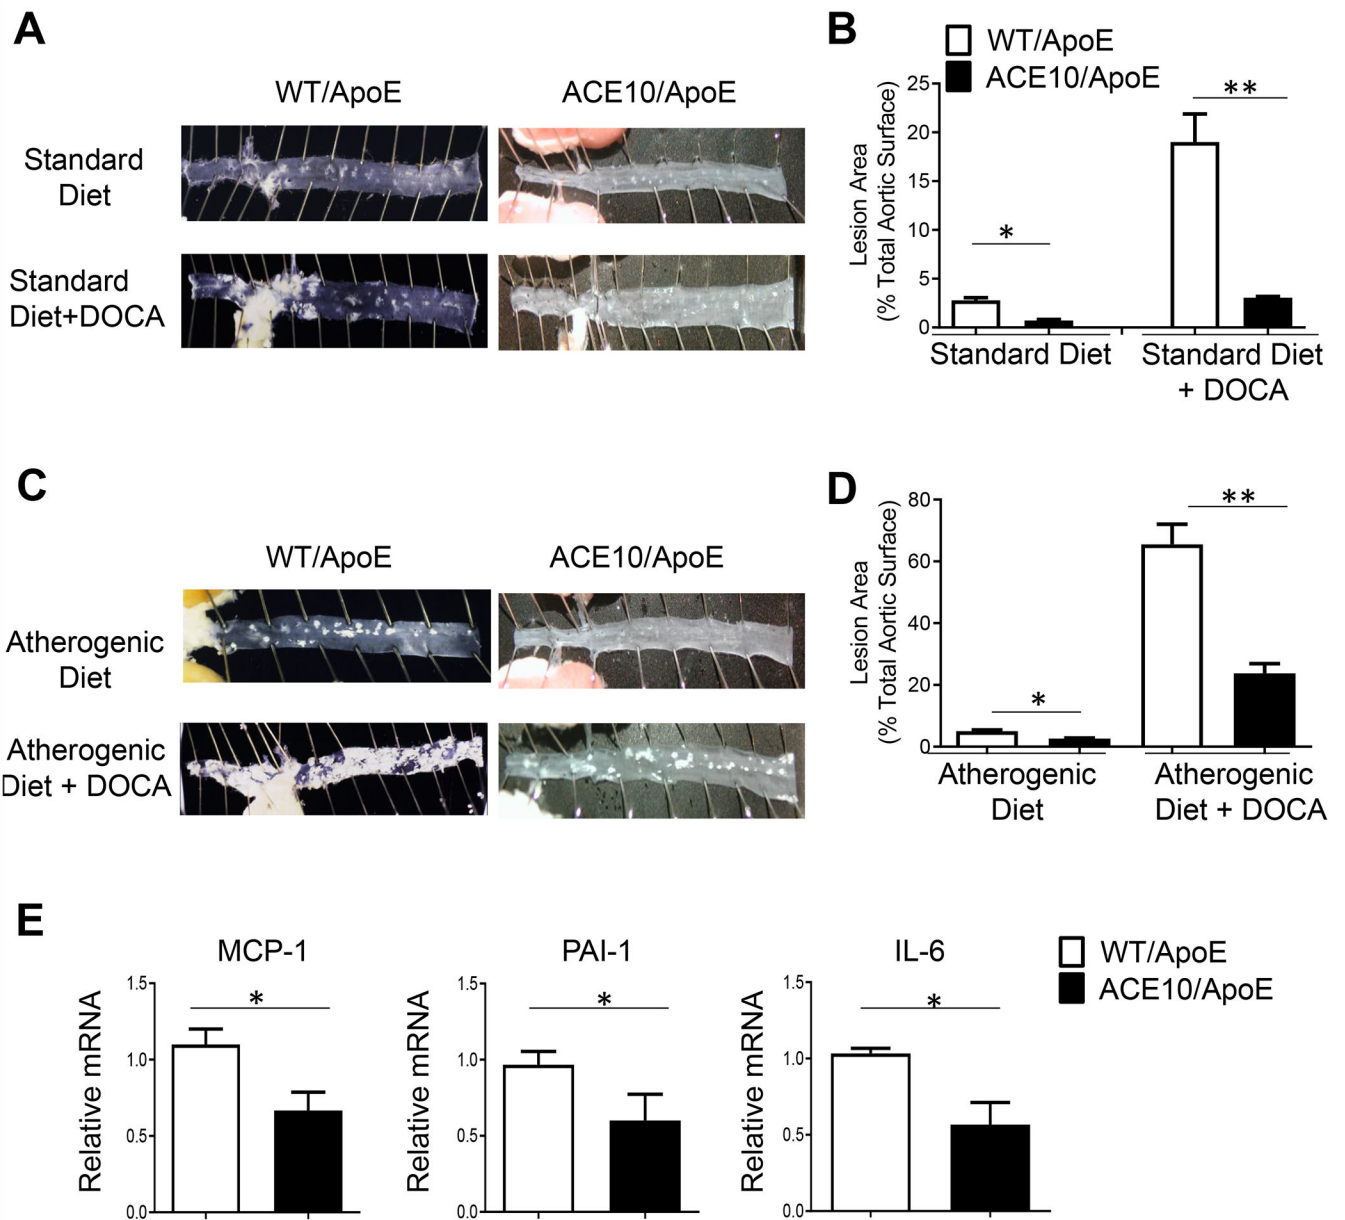 A
WT/ApoE
ACE10/ApoE
Standard
Diet
Standard
Diet+DOCA
B
WT/ApoE
ACE10/ApoE
Lesion Area
(% Total Aortic Surface)
25
20
15
10
5
0
*
**
Standard Diet
Standard Diet
+ DOCA
C
WT/ApoE
ACE10/ApoE
Atherogenic
Diet
Atherogenic
Diet + DOCA
D
Lesion Area
(% Total Aortic Surface)
80
60
40
20
0
*
**
Atherogenic
Diet
Atherogenic
Diet + DOCA
E
MCP-1
Relative mRNA
1.5
1.0
0.5
0.0
*
PAI-1
Relative mRNA
1.5
1.0
0.5
0.0
*
IL-6
Relative mRNA
1.5
1.0
0.5
0.0
*
WT/ApoE
ACE10/ApoE